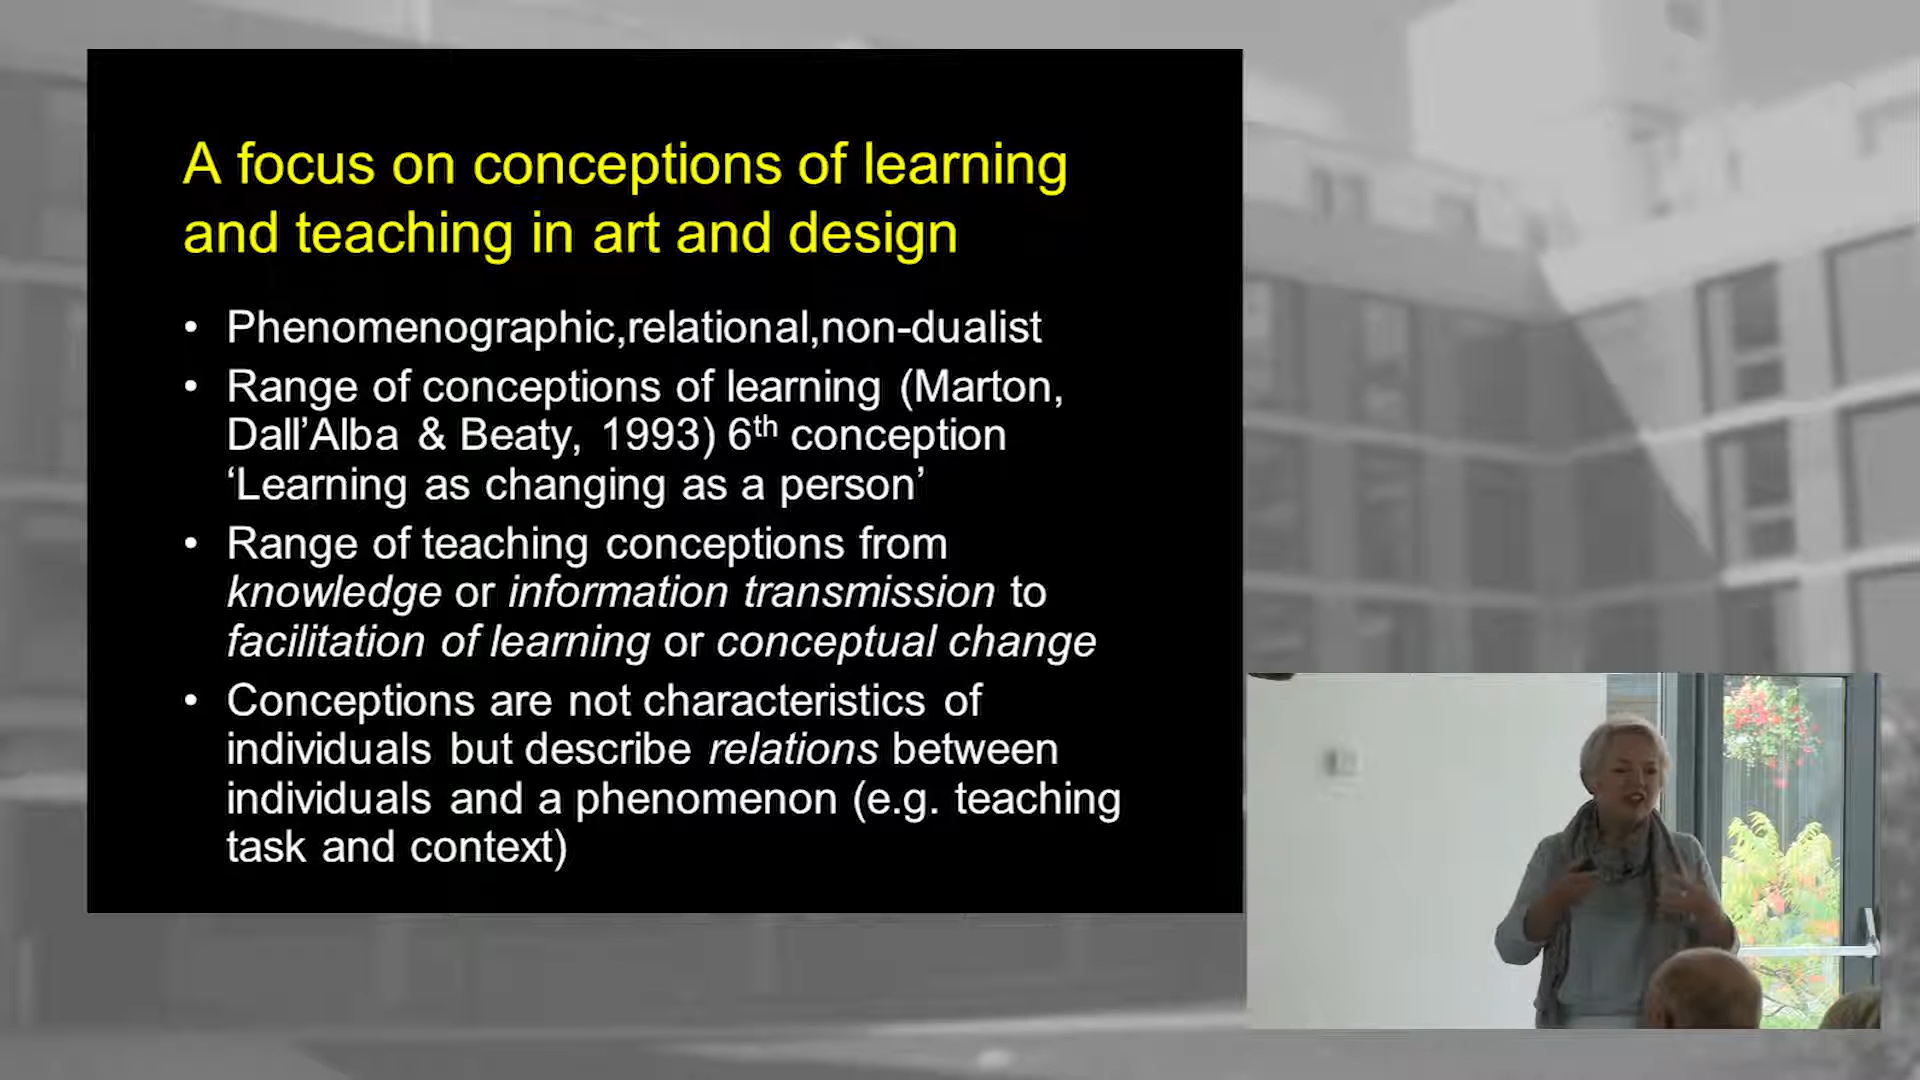 A focus on conceptions of learning
and teaching in art and design
• Phenomenographic,relational,non-dualist
• Range of conceptions of learning (Marton,
Dall’Alba & Beaty, 1993) 6th conception
‘Learning as changing as a person’
• Range of teaching conceptions from
knowledge or information transmission to
facilitation of learning or conceptual change
• Conceptions are not characteristics of
individuals but describe relations between
individuals and a phenomenon (e.g. teaching
task and context)